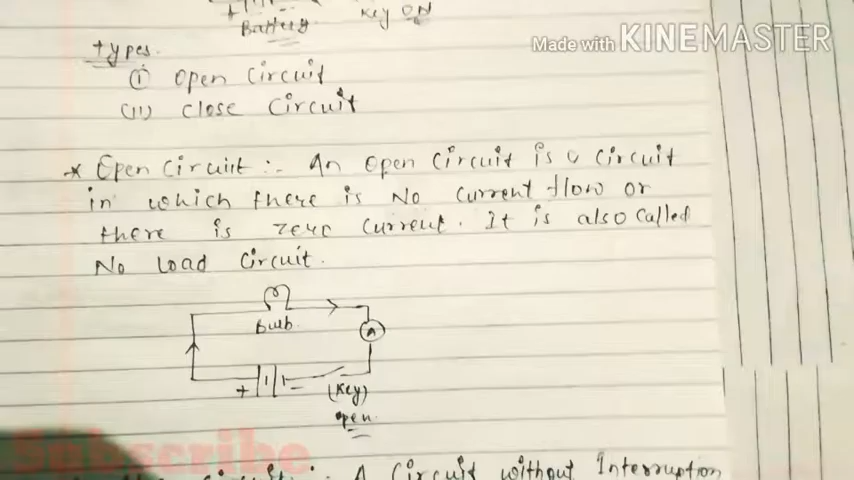 + Battery
Key ON
Made with KINEMASTER
Types
(i) Open Circuit
(ii) Close Circuit
* Open Circuit :- An Open Circuit is a Circuit
in which there is No Current flow or
there is zero Current. It is also Called
No Load Circuit.
Bulb
A
+ -
(Key)
open
Subscribe
A Circuit without Interruption